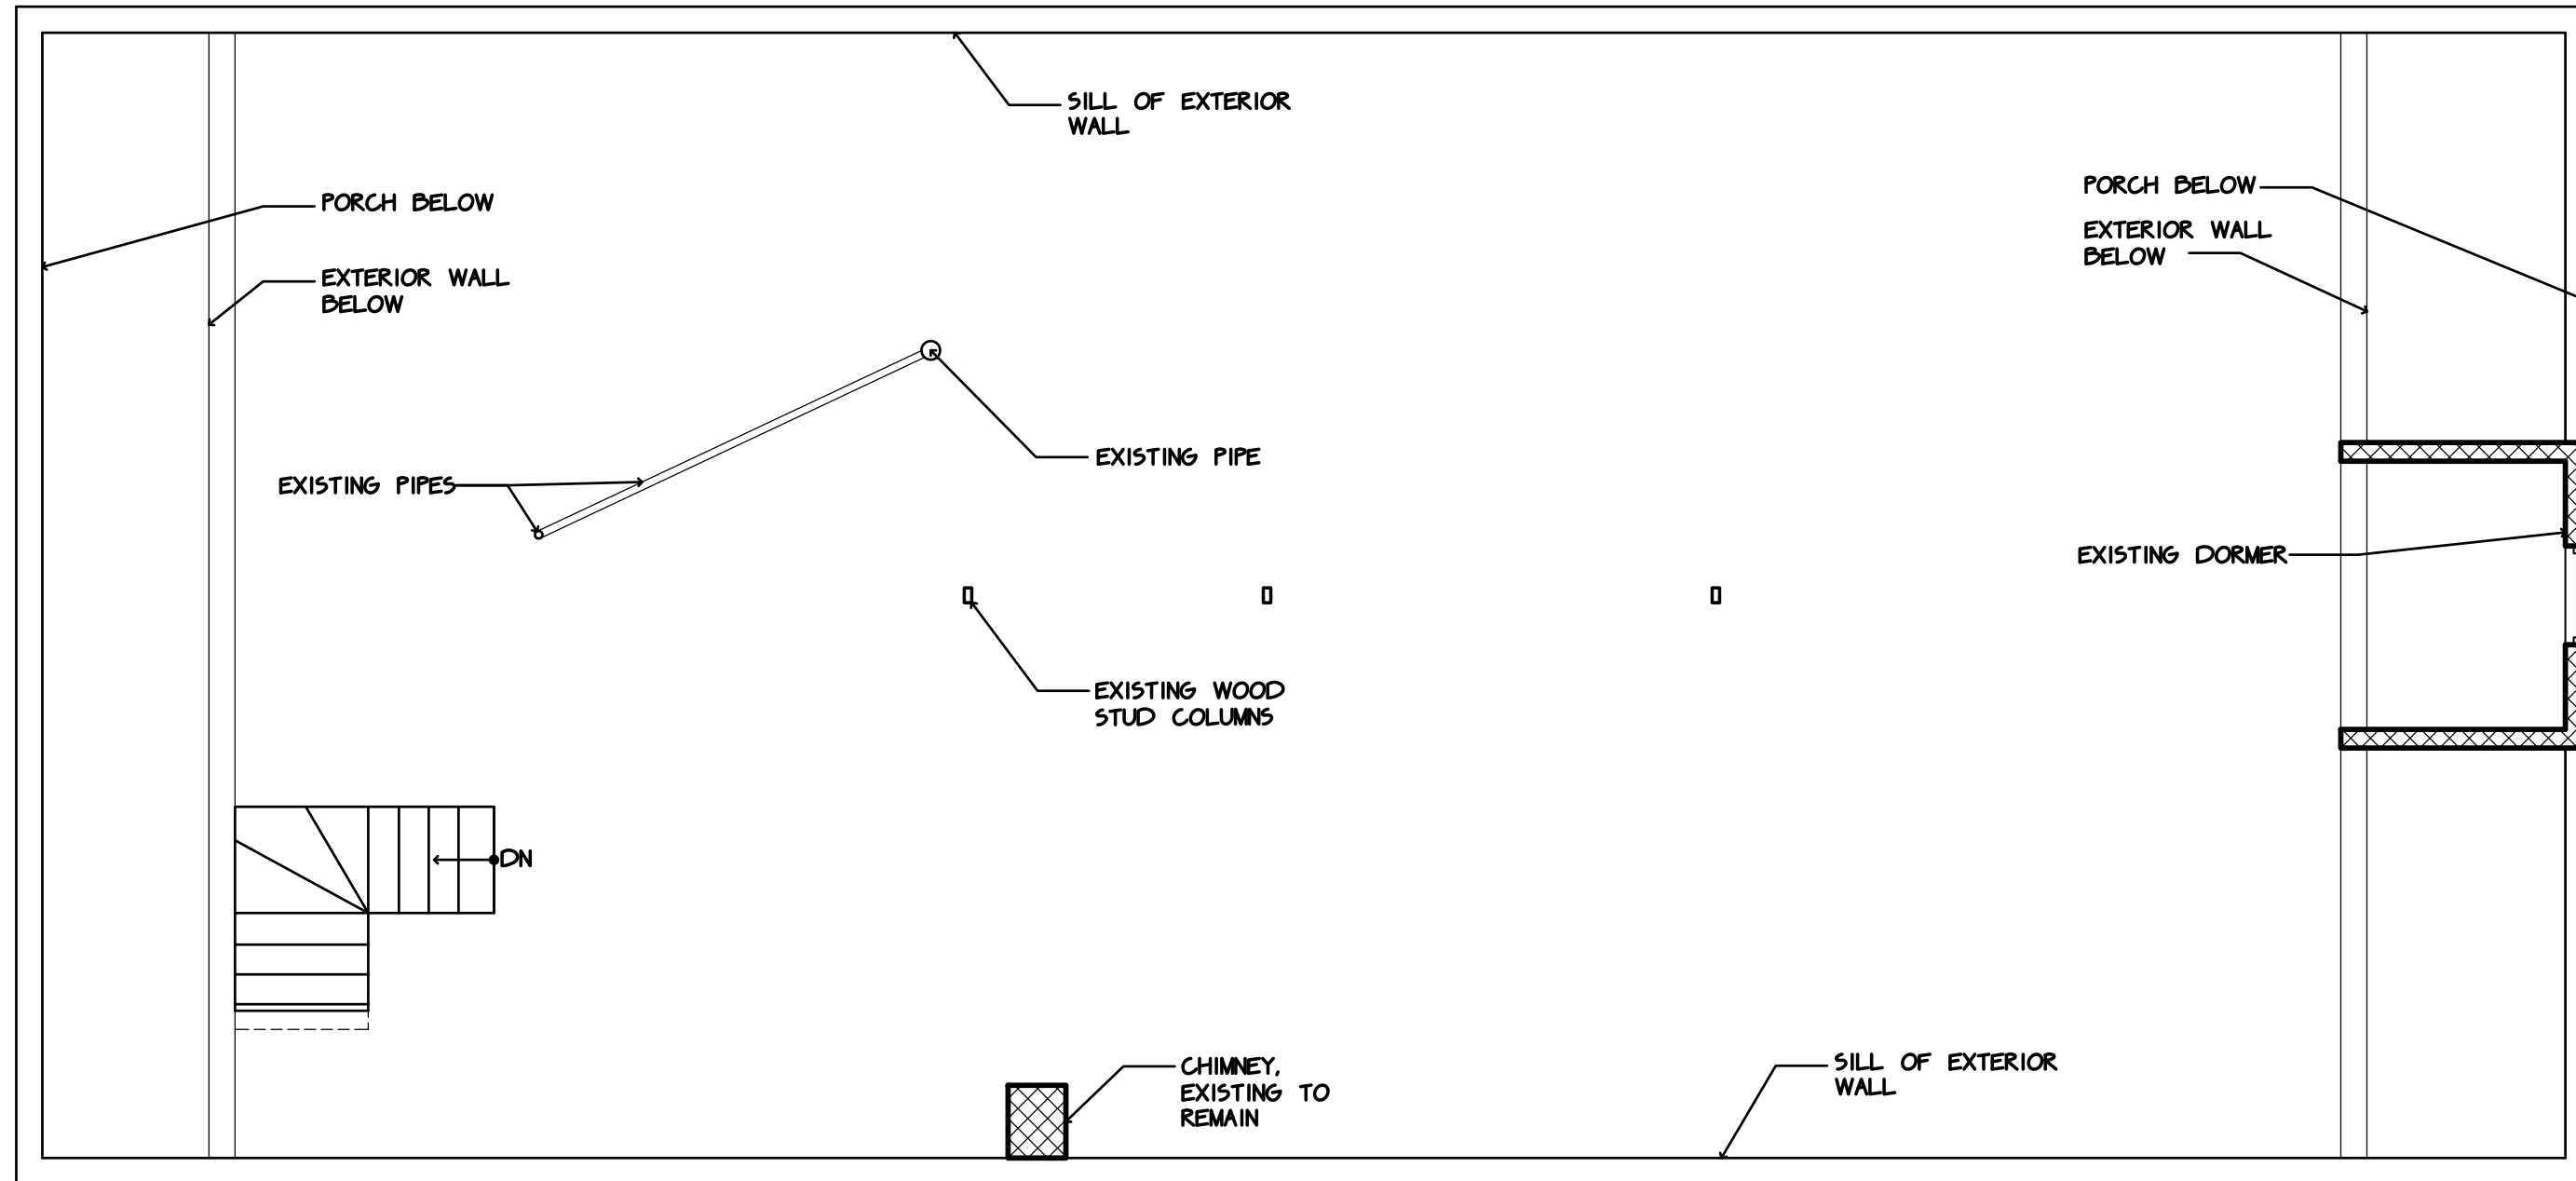 SILL OF EXTERIOR
WALL
PORCH BELOW
EXTERIOR WALL
BELOW
PORCH BELOW
EXTERIOR WALL
BELOW
EXISTING PIPE
EXISTING PIPES
EXISTING DORMER
EXISTING WOOD
STUD COLUMNS
DN
CHIMNEY,
EXISTING TO
REMAIN
SILL OF EXTERIOR
WALL